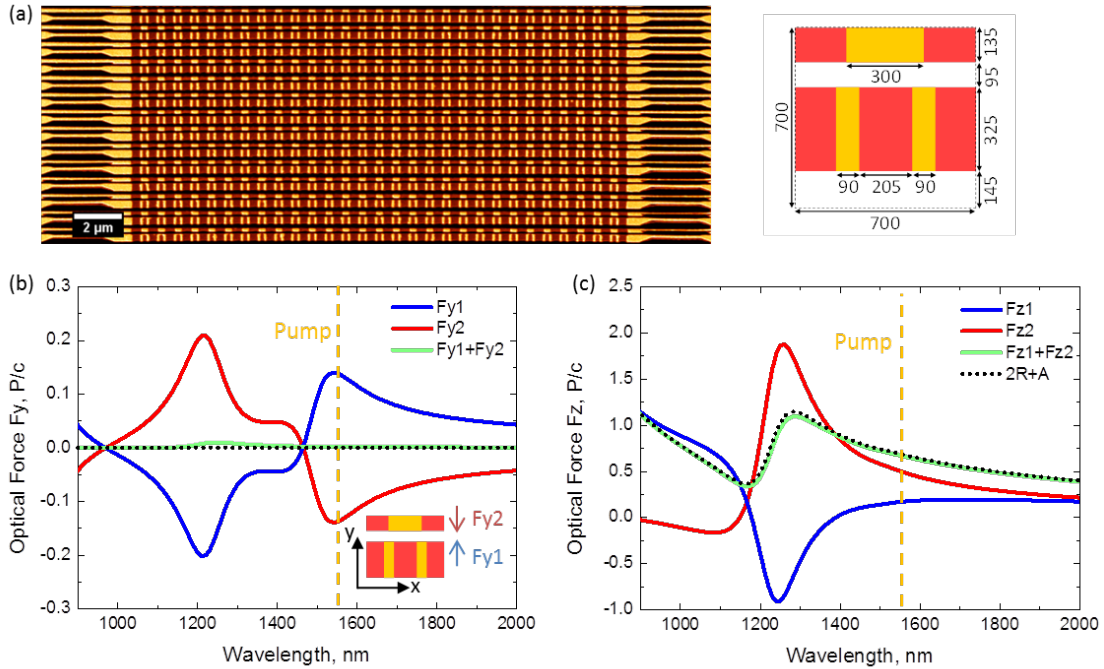 (a)
2 µm
700
300
135
95
325
145
90 205 90
700
(b)
Optical Force Fy, P/c
0.3
0.2
0.1
0.0
-0.1
-0.2
-0.3
Fy1
Fy2
Fy1+Fy2
Pump
y
x
Fy2
Fy1
1000 1200 1400 1600 1800 2000
Wavelength, nm
(c)
Optical Force Fz, P/c
2.5
2.0
1.5
1.0
0.5
0.0
-0.5
-1.0
Fz1
Fz2
Fz1+Fz2
2R+A
Pump
1000 1200 1400 1600 1800 2000
Wavelength, nm